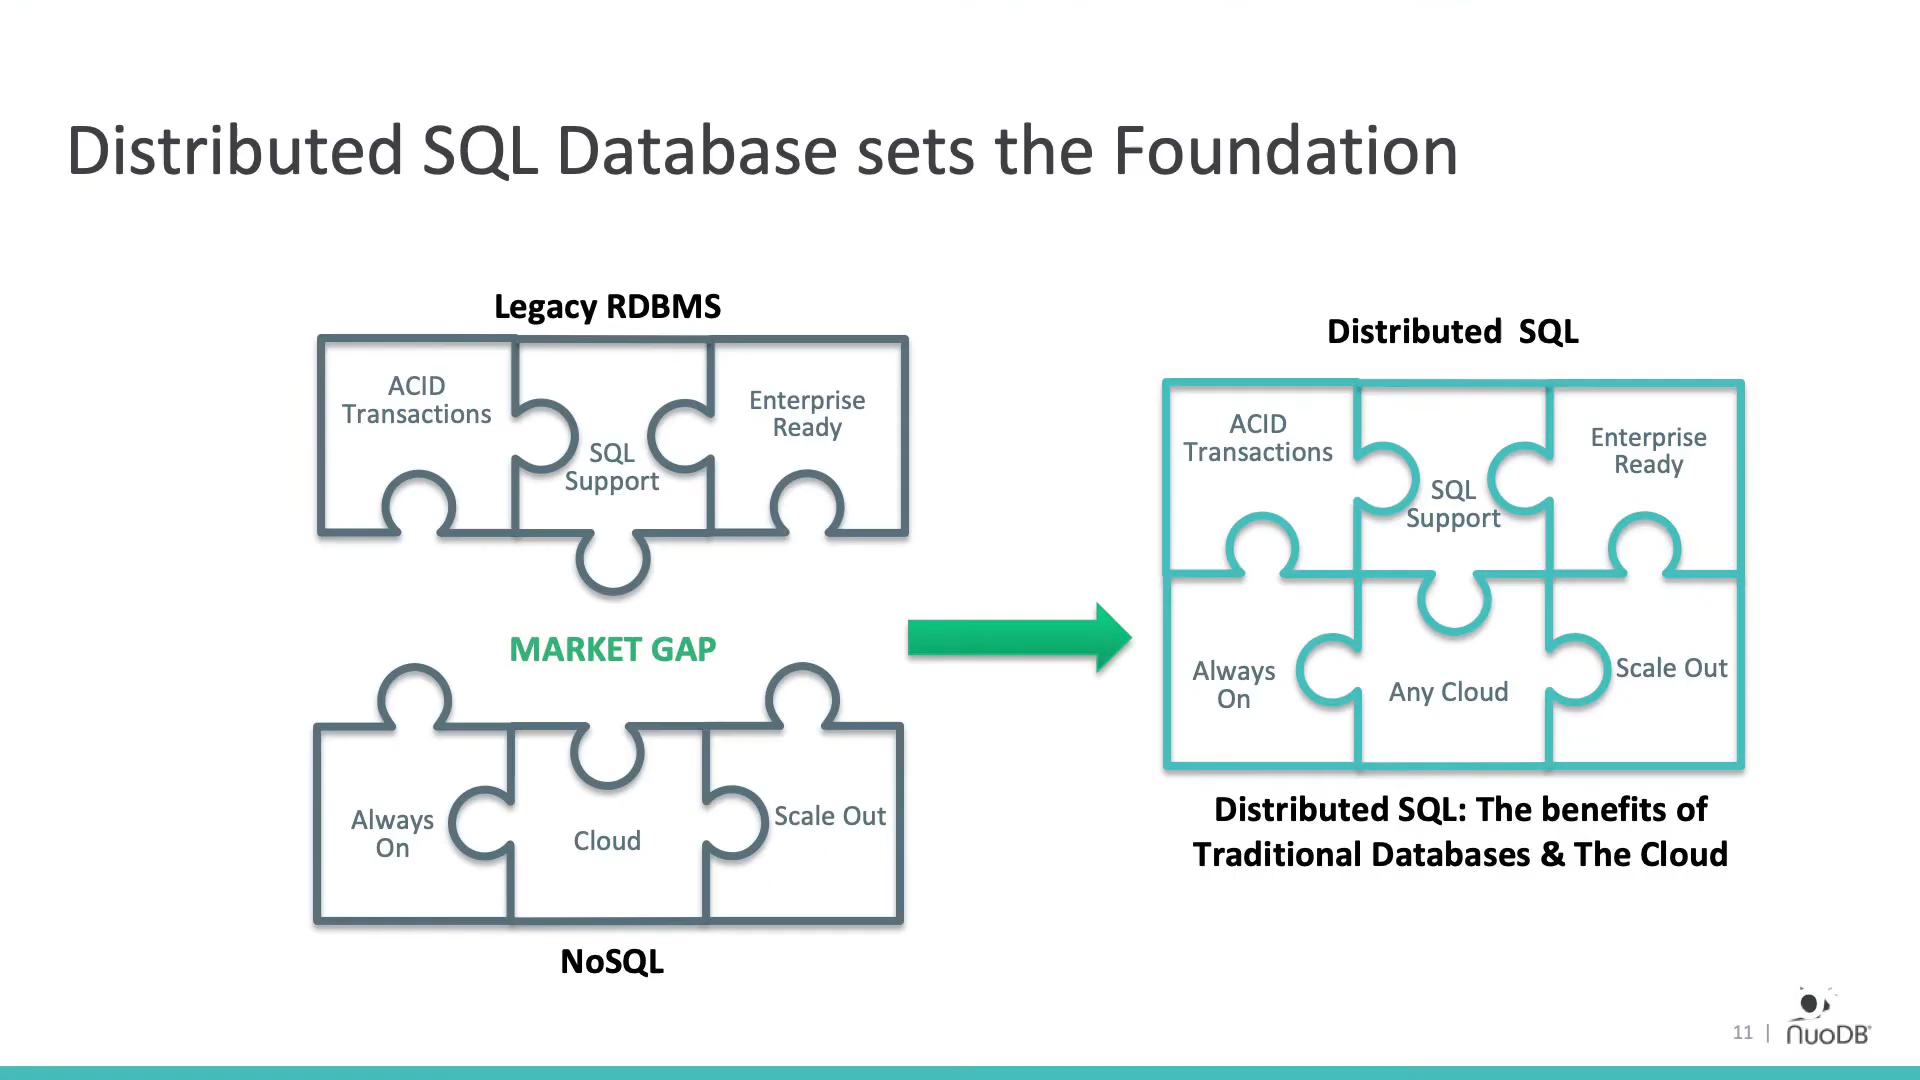 Distributed SQL Database sets the Foundation
Legacy RDBMS
ACID
Transactions
SQL
Support
Enterprise
Ready
MARKET GAP
Always
On
Cloud
Scale Out
NoSQL
Distributed  SQL
ACID
Transactions
SQL
Support
Enterprise
Ready
Always
On
Any Cloud
Scale Out
Distributed SQL: The benefits of
Traditional Databases & The Cloud
11 |
NuoDB